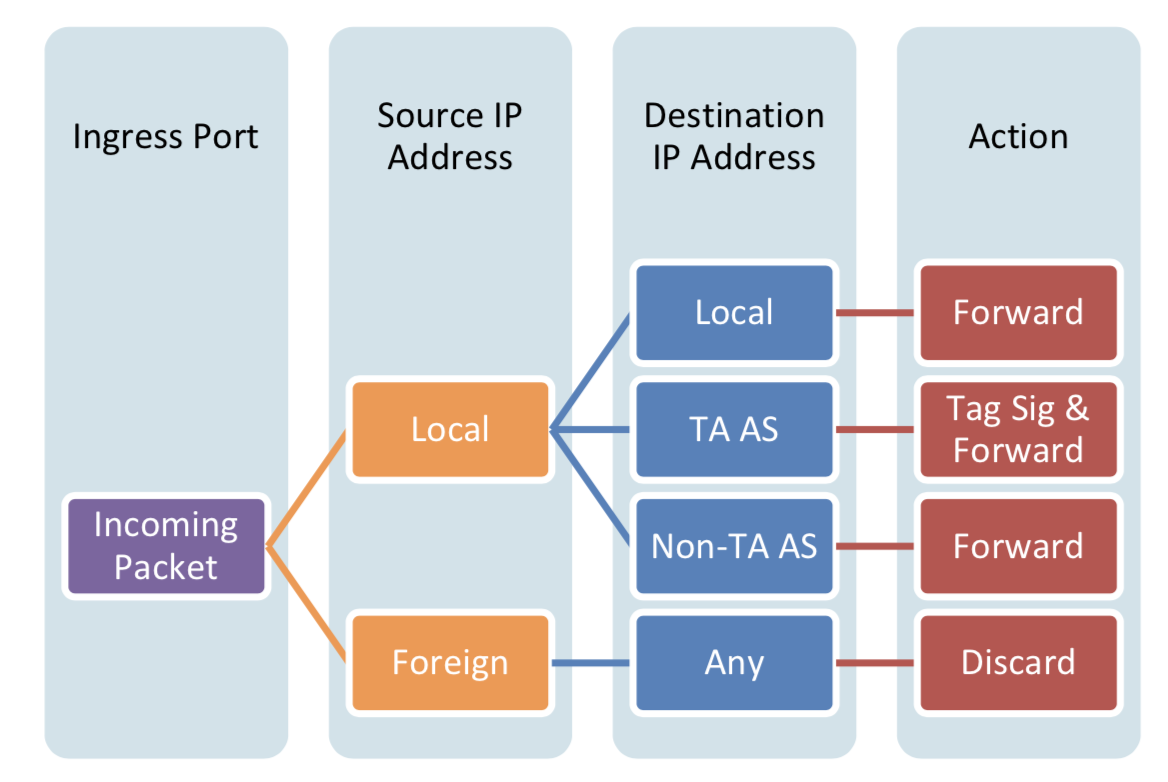 Ingress Port
Source IP
Address
Destination
IP Address
Action
Incoming
Packet
Local
Foreign
Local
TA AS
Non-TA AS
Any
Forward
Tag Sig &
Forward
Forward
Discard